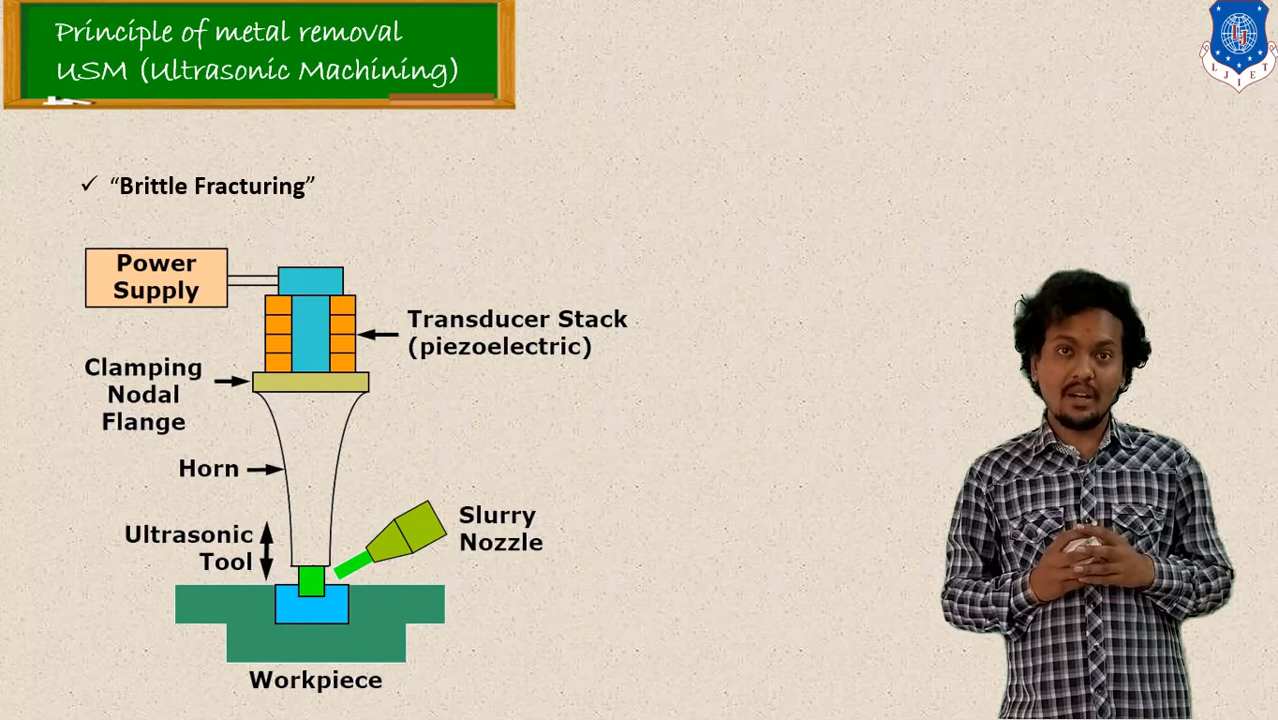 Principle of metal removal
USM (Ultrasonic Machining)
LJIET
✓ “Brittle Fracturing”
Power
Supply
Transducer Stack
(piezoelectric)
Clamping
Nodal
Flange
Horn
Ultrasonic
Tool
Slurry
Nozzle
Workpiece